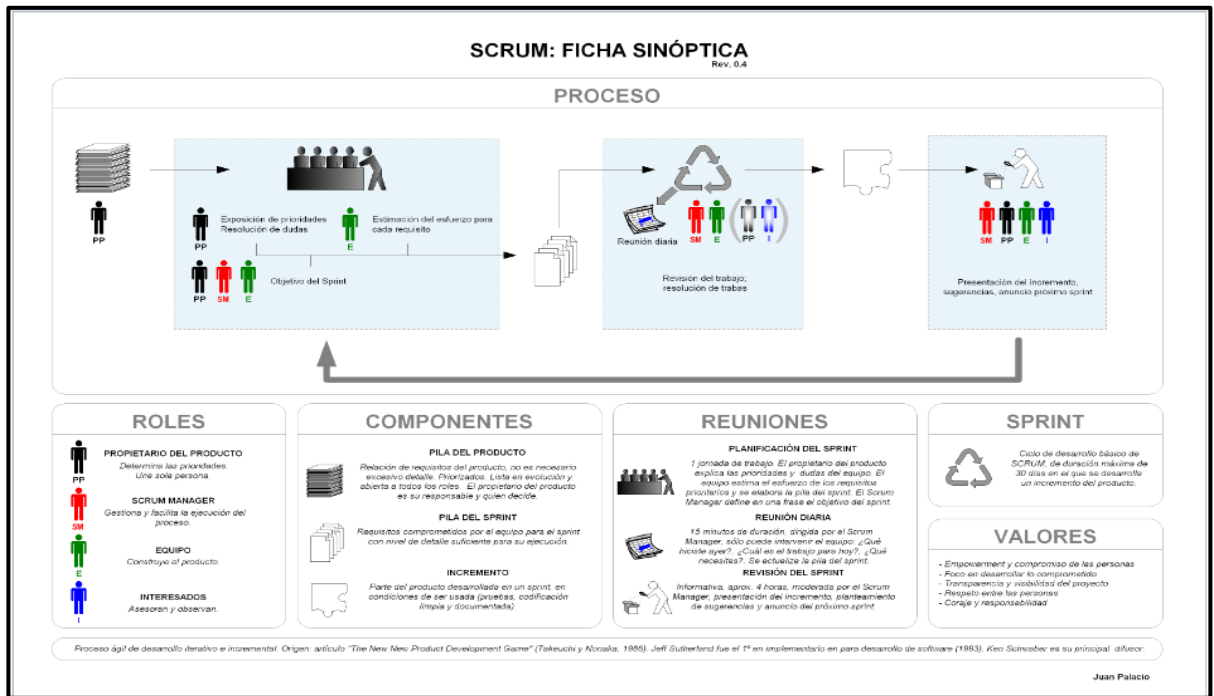 SCRUM: FICHA SINÓPTICA
Rev. 0.4
PROCESO
PP
PP
Exposición de prioridades
Resolución de dudas
E
Estimación del esfuerzo para
cada requisito
PP SM E
Objetivo del Sprint
Reunión diaria
SM E ( PP I )
Revisión del trabajo;
resolución de trabas
SM PP E I
Presentación del incremento,
sugerencias, anuncio próximo sprint
ROLES
PP
PROPIETARIO DEL PRODUCTO
Determina las prioridades.
Una sola persona.
SM
SCRUM MANAGER
Gestiona y facilita la ejecución del
proceso.
E
EQUIPO
Construye el producto.
I
INTERESADOS
Asesoran y observan.
COMPONENTES
PILA DEL PRODUCTO
Relación de requisitos del producto, no es necesario
excesivo detalle. Priorizados. Lista en evolución y
abierta a todos los roles. El propietario del producto
es su responsable y quien decide.
PILA DEL SPRINT
Requisitos comprometidos por el equipo para el sprint
con nivel de detalle suficiente para su ejecución.
INCREMENTO
Parte del producto desarrollada en un sprint, en
condiciones de ser usada (pruebas, codificación
limpia y documentada).
REUNIONES
PLANIFICACIÓN DEL SPRINT
1 jornada de trabajo. El propietario del producto
explica las prioridades y dudas del equipo. El
equipo estima el esfuerzo de los requisitos
prioritarios y se elabora la pila del sprint. El Scrum
Manager define en una frase el objetivo del sprint.
REUNIÓN DIARIA
15 minutos de duración, dirigida por el Scrum
Manager, sólo puede intervenir el equipo: ¿Qué
hiciste ayer?, ¿Cuál es el trabajo para hoy?, ¿Qué
necesitas?. Se actualiza la pila del sprint.
REVISIÓN DEL SPRINT
Informativa, aprox. 4 horas, moderada por el Scrum
Manager, presentación del incremento, planteamiento
de sugerencias y anuncio del próximo sprint.
SPRINT
Ciclo de desarrollo básico de
SCRUM, de duración máxima de
30 días en el que se desarrolla
un incremento del producto.
VALORES
- Empowerment y compromiso de las personas
- Foco en desarrollar lo comprometido
- Transparencia y visibilidad del proyecto
- Respeto entre las personas
- Coraje y responsabilidad
Proceso ágil de desarrollo iterativo e incremental. Origen: artículo "The New New Product Development Game" (Takeuchi y Nonaka, 1986). Jeff Sutherland fue el 1º en implementarlo en para desarrollo de software (1993). Ken Schwaber es su principal difusor.
Juan Palacio